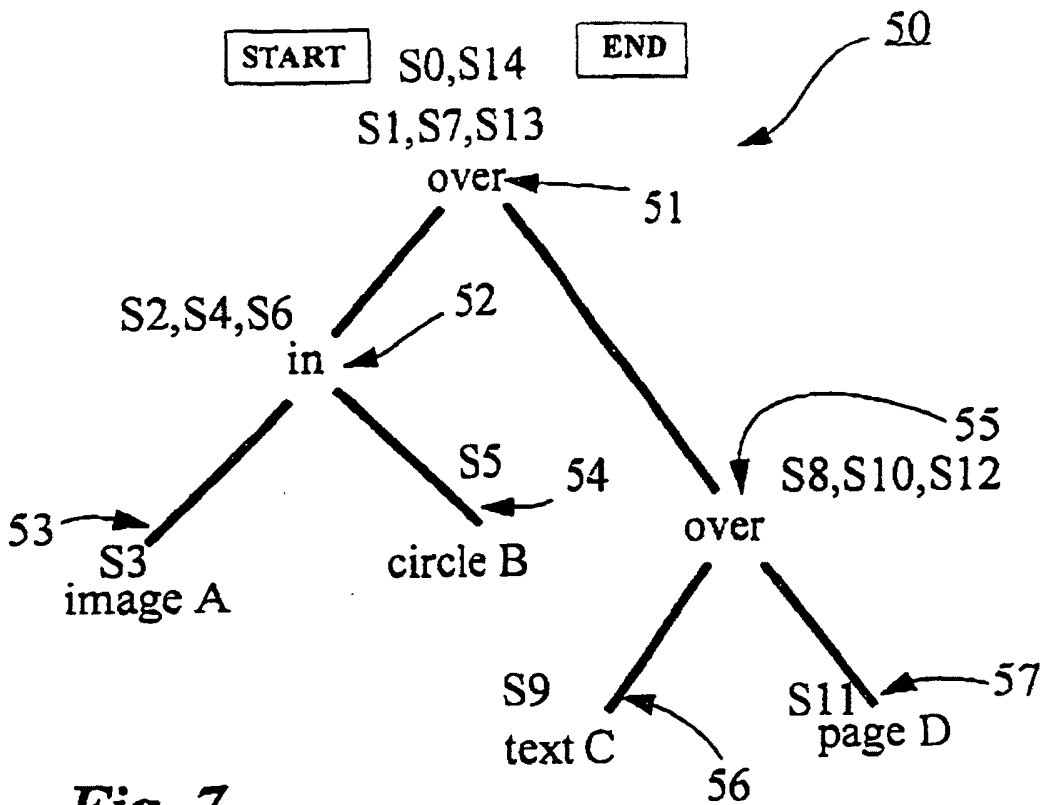 50
START S0,S14 END
S1,S7,S13
over 51
S2,S4,S6 52
in
55
S5 54 S8,S10,S12
53 over
S3 circle B
image A
S9 S11 57
text C page D
56
Fig. 7